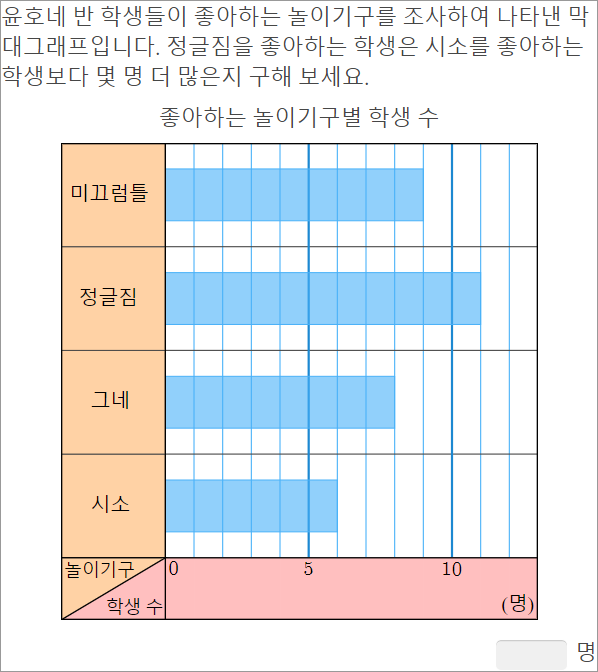 윤호네 반 학생들이 좋아하는 놀이기구를 조사하여 나타낸 막
대그래프입니다. 정글짐을 좋아하는 학생은 시소를 좋아하는
학생보다 몇 명 더 많은지 구해 보세요.
좋아하는 놀이기구별 학생 수
미끄럼틀
정글짐
그네
시소
놀이기구 0 5 10
학생 수 (명)
명